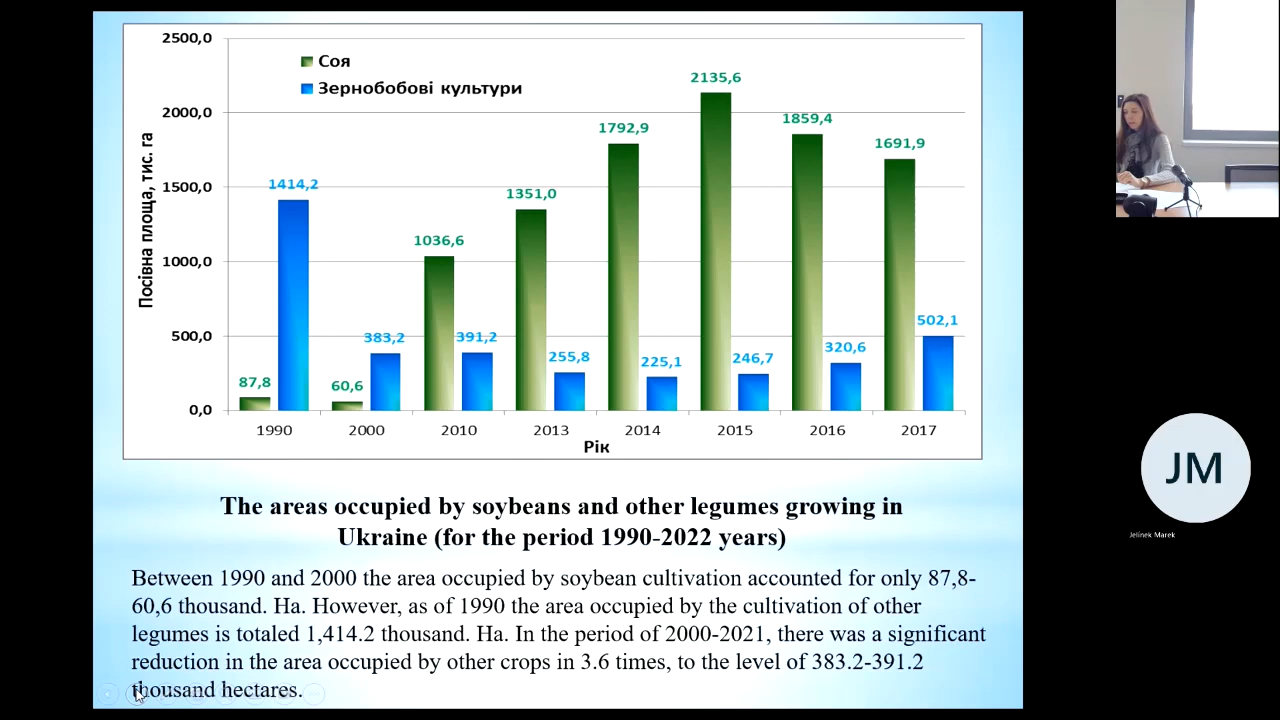 2500,0
Соя
2135,6
Зернобобові культури
2000,0
1859,4
1792,9
1691,9
1500,0
1414,2
1351,0
1036,6
1000,0
Посівна площа, тис. га
500,0
502,1
383,2
391,2
255,8
225,1
246,7
320,6
87,8
60,6
0,0
1990 2000 2010 2013 2014 2015 2016 2017
Рік
The areas occupied by soybeans and other legumes growing in
Ukraine (for the period 1990-2022 years)
Between 1990 and 2000 the area occupied by soybean cultivation accounted for only 87,8-
60,6 thousand. Ha. However, as of 1990 the area occupied by the cultivation of other
legumes is totaled 1,414.2 thousand. Ha. In the period of 2000-2021, there was a significant
reduction in the area occupied by other crops in 3.6 times, to the level of 383.2-391.2
thousand hectares.
JM
Jelínek Marek